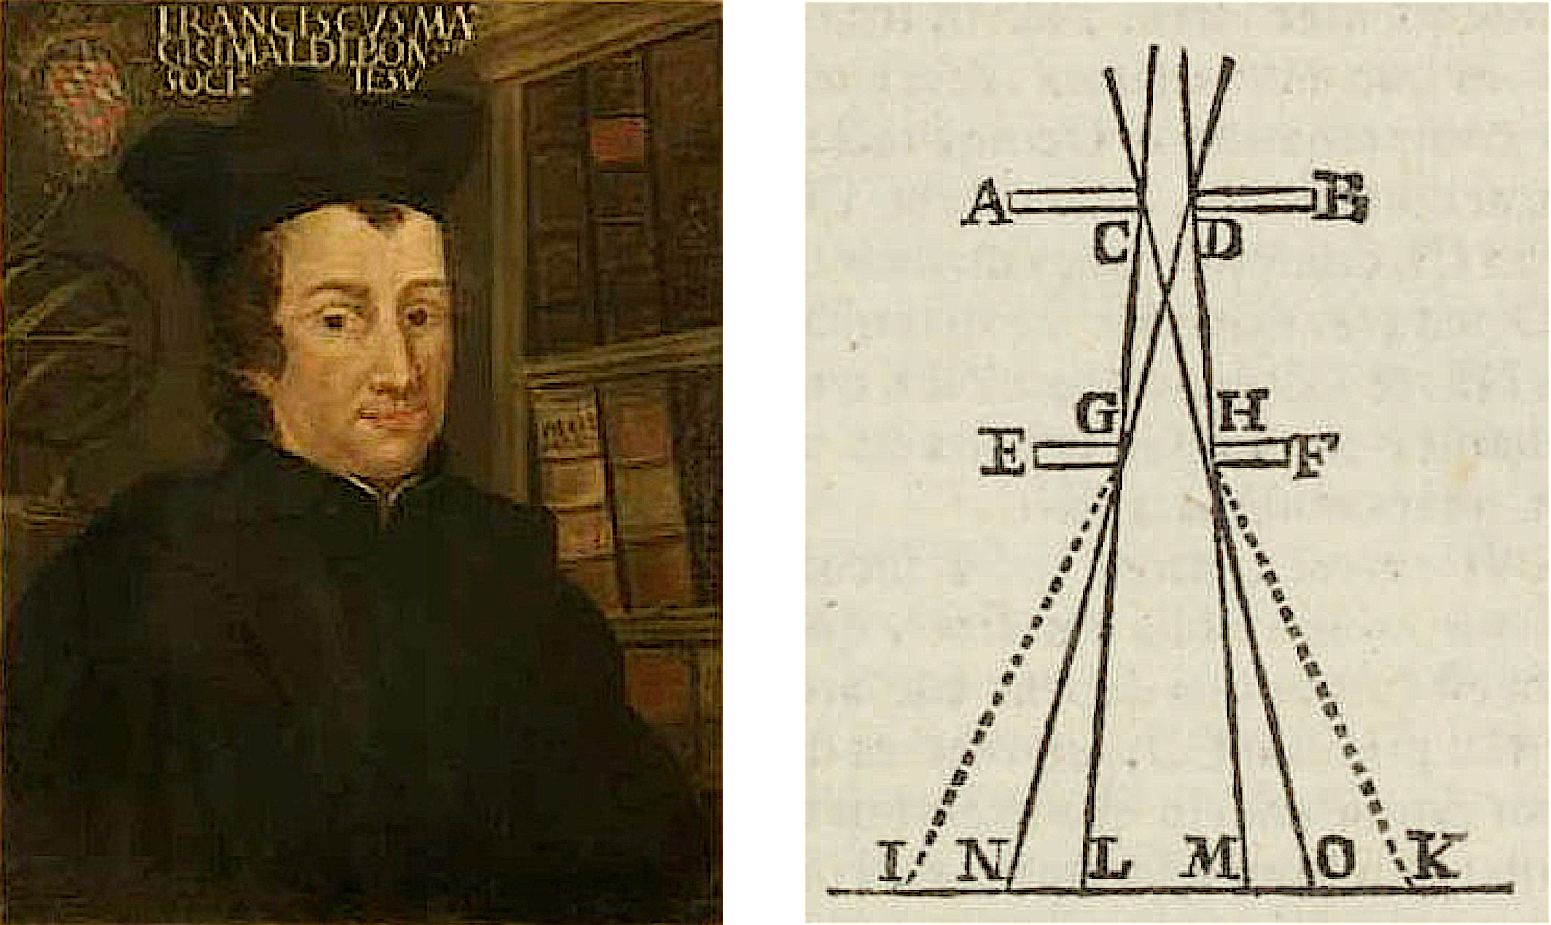 FRANCISCVS MA
GRIMALDI BON
SOCI: IESV
A B
C D
G H
E F
I N L M O K